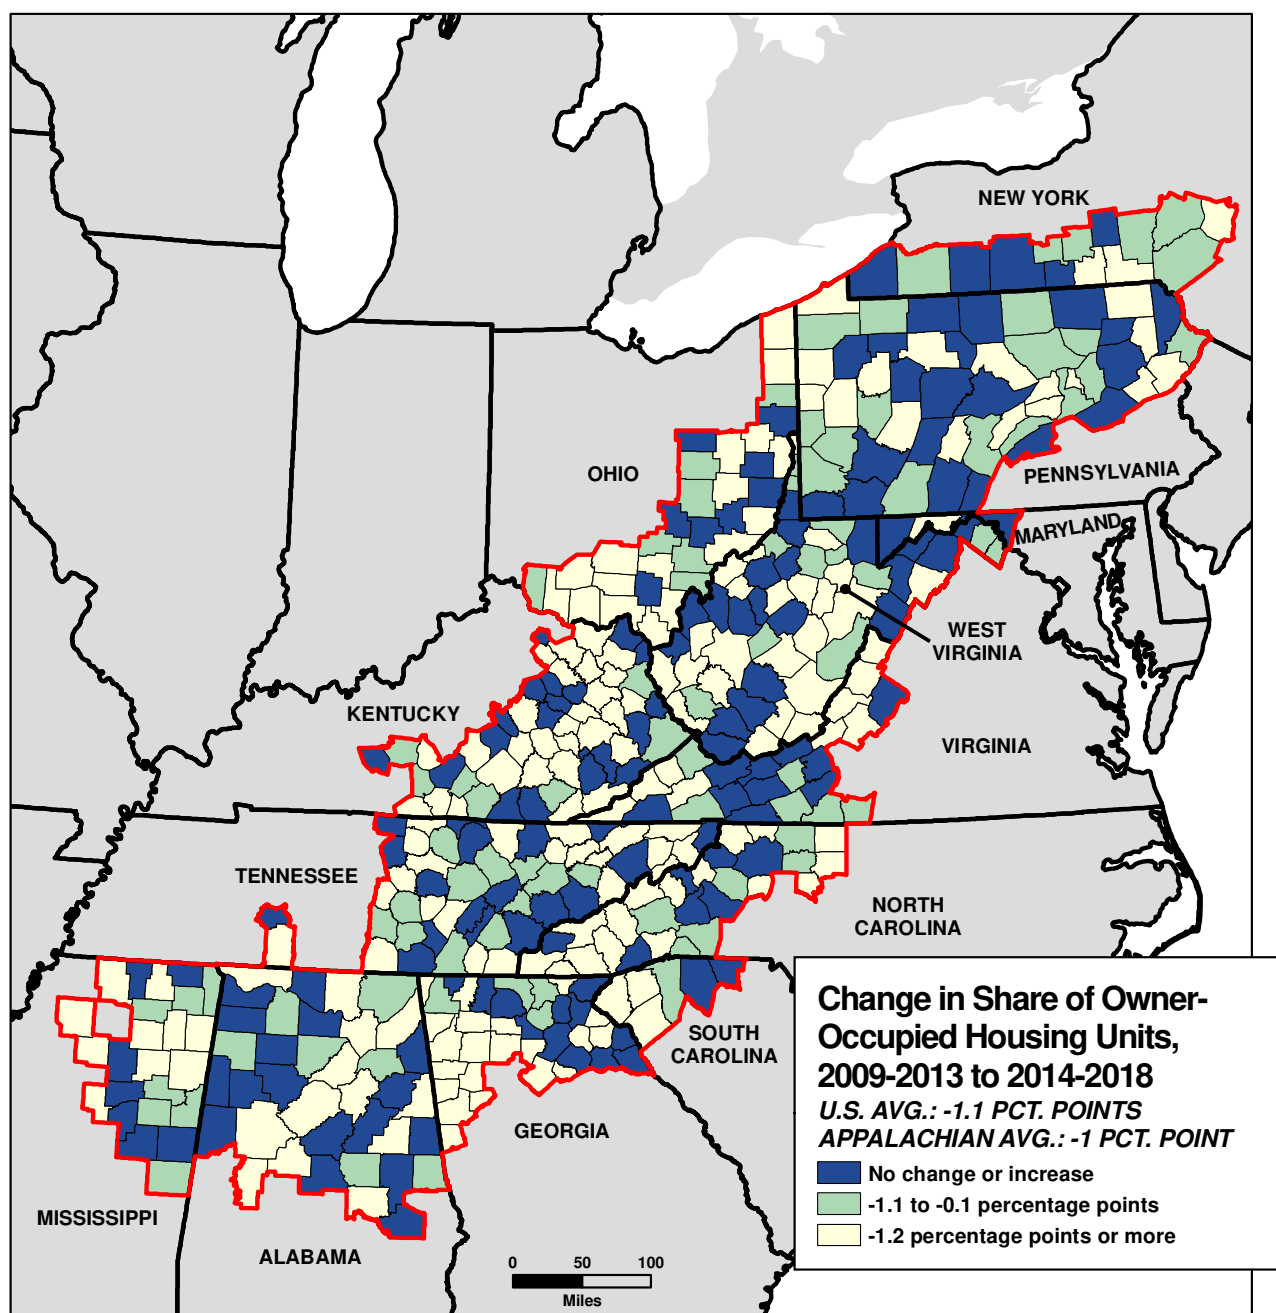 NEW YORK
OHIO
PENNSYLVANIA
MARYLAND
WEST
VIRGINIA
KENTUCKY
VIRGINIA
TENNESSEE
NORTH
CAROLINA
SOUTH
CAROLINA
GEORGIA
MISSISSIPPI
ALABAMA
Change in Share of Owner-
Occupied Housing Units,
2009-2013 to 2014-2018
U.S. AVG.: -1.1 PCT. POINTS
APPALACHIAN AVG.: -1 PCT. POINT
No change or increase
-1.1 to -0.1 percentage points
-1.2 percentage points or more
0 50 100
Miles